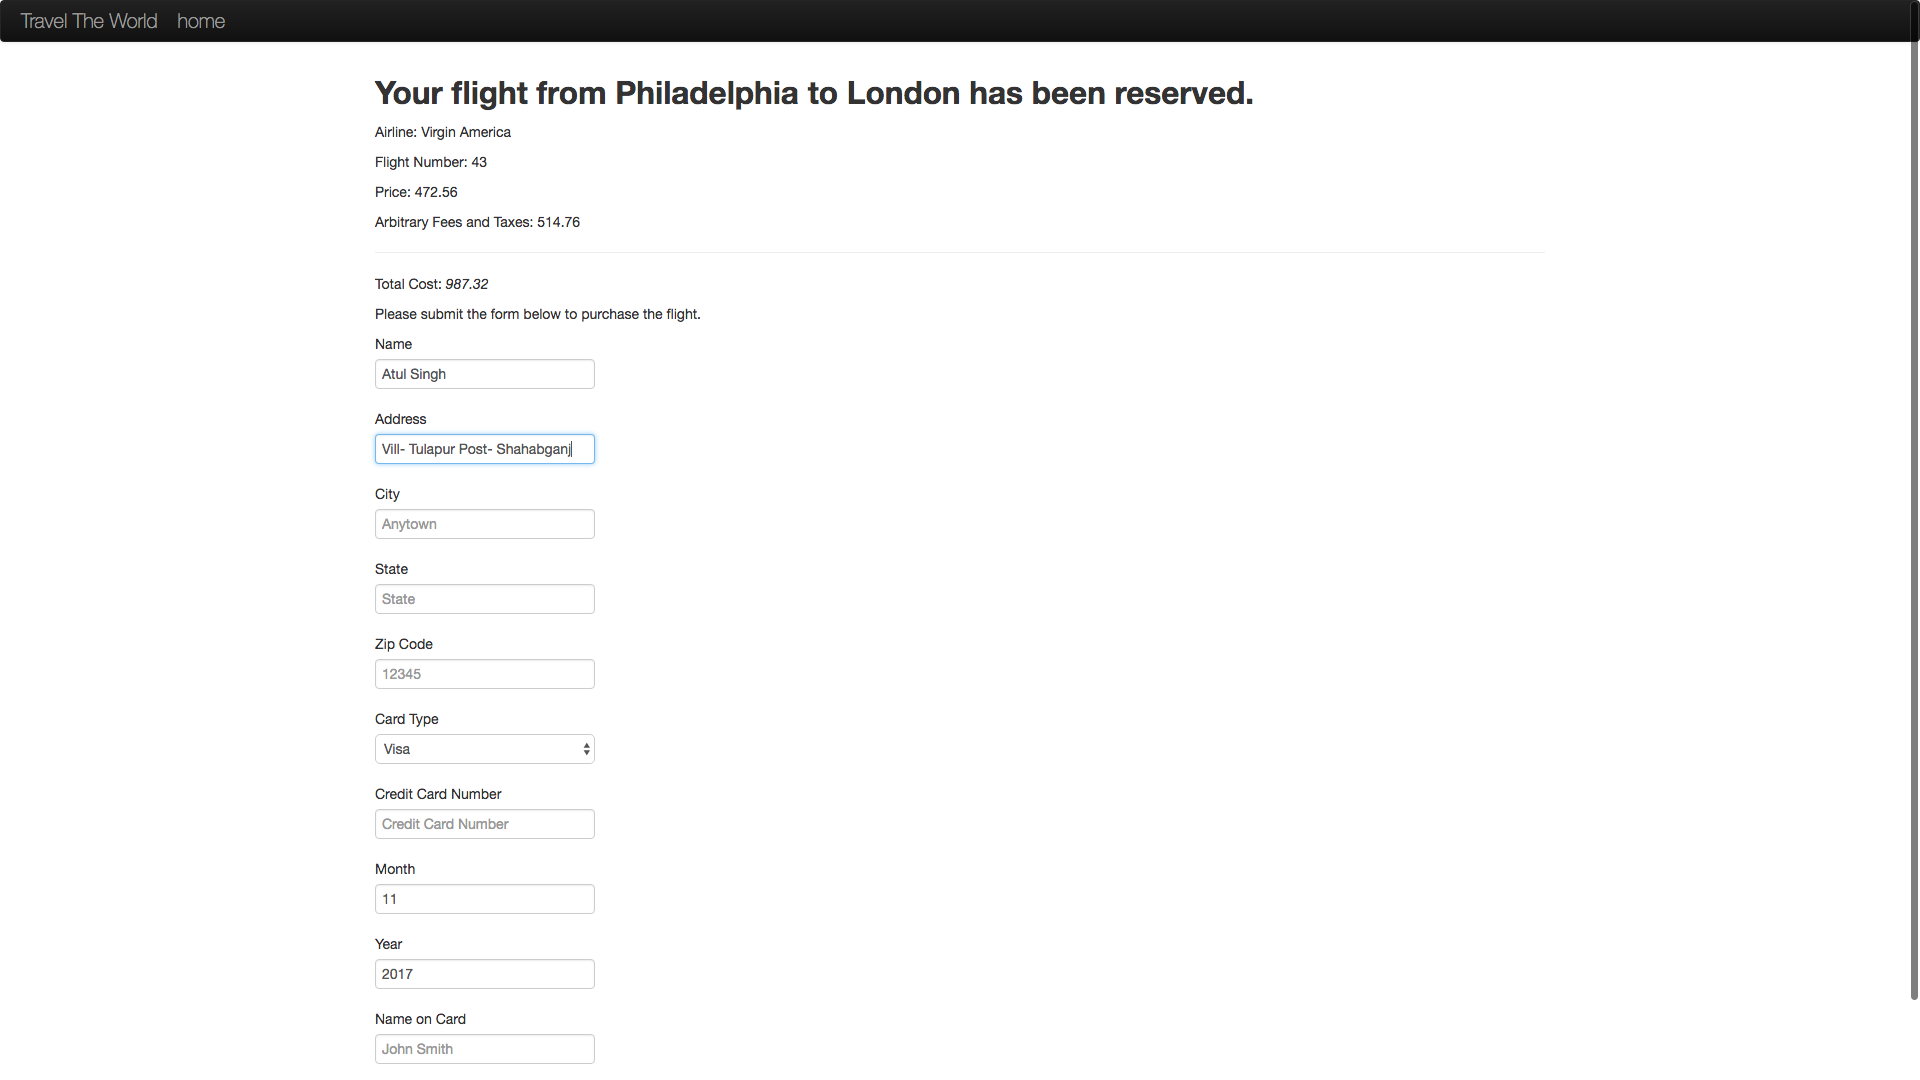 Travel The World home
Your flight from Philadelphia to London has been reserved.
Airline: Virgin America
Flight Number: 43
Price: 472.56
Arbitrary Fees and Taxes: 514.76
Total Cost: 987.32
Please submit the form below to purchase the flight.
Name
Atul Singh
Address
Vill- Tulapur Post- Shahabganj
City
Anytown
State
State
Zip Code
12345
Card Type
Visa
Credit Card Number
Credit Card Number
Month
11
Year
2017
Name on Card
John Smith